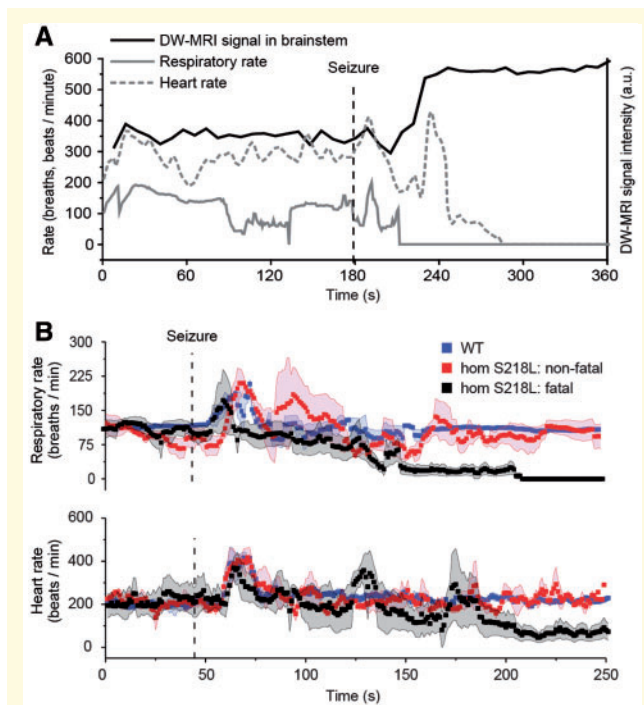 A
DW-MRI signal in brainstem
Respiratory rate
Heart rate
Seizure
Rate (breaths, beats / minute)
600
500
400
300
200
100
0
DW-MRI signal intensity (a.u.)
0
60
120
180
240
300
360
Time (s)
B
Seizure
WT
hom S218L: non-fatal
hom S218L: fatal
Respiratory rate
(breaths / min)
300
225
150
75
0
Heart rate
(beats / min)
600
400
200
0
0
50
100
150
200
250
Time (s)